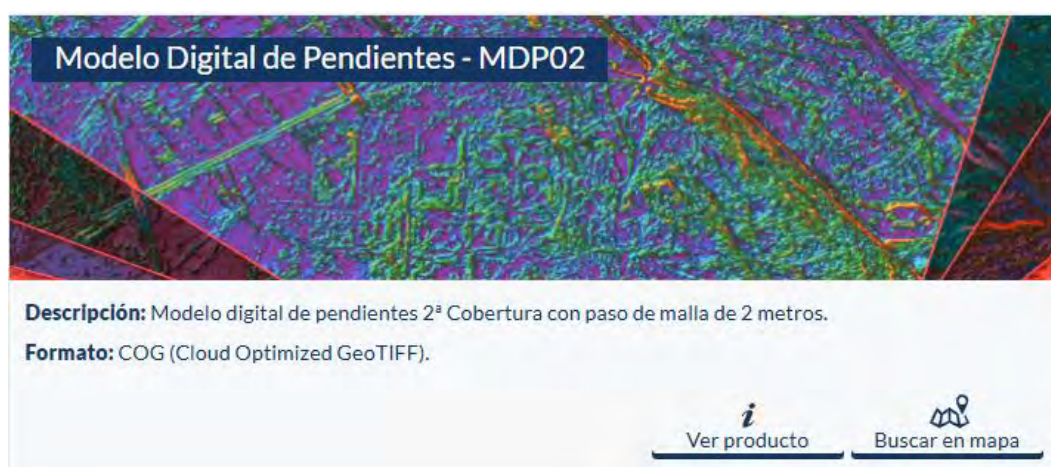 Modelo Digital de Pendientes - MDP02
Descripción: Modelo digital de pendientes 2ª Cobertura con paso de malla de 2 metros.
Formato: COG (Cloud Optimized GeoTIFF).
Ver producto
Buscar en mapa